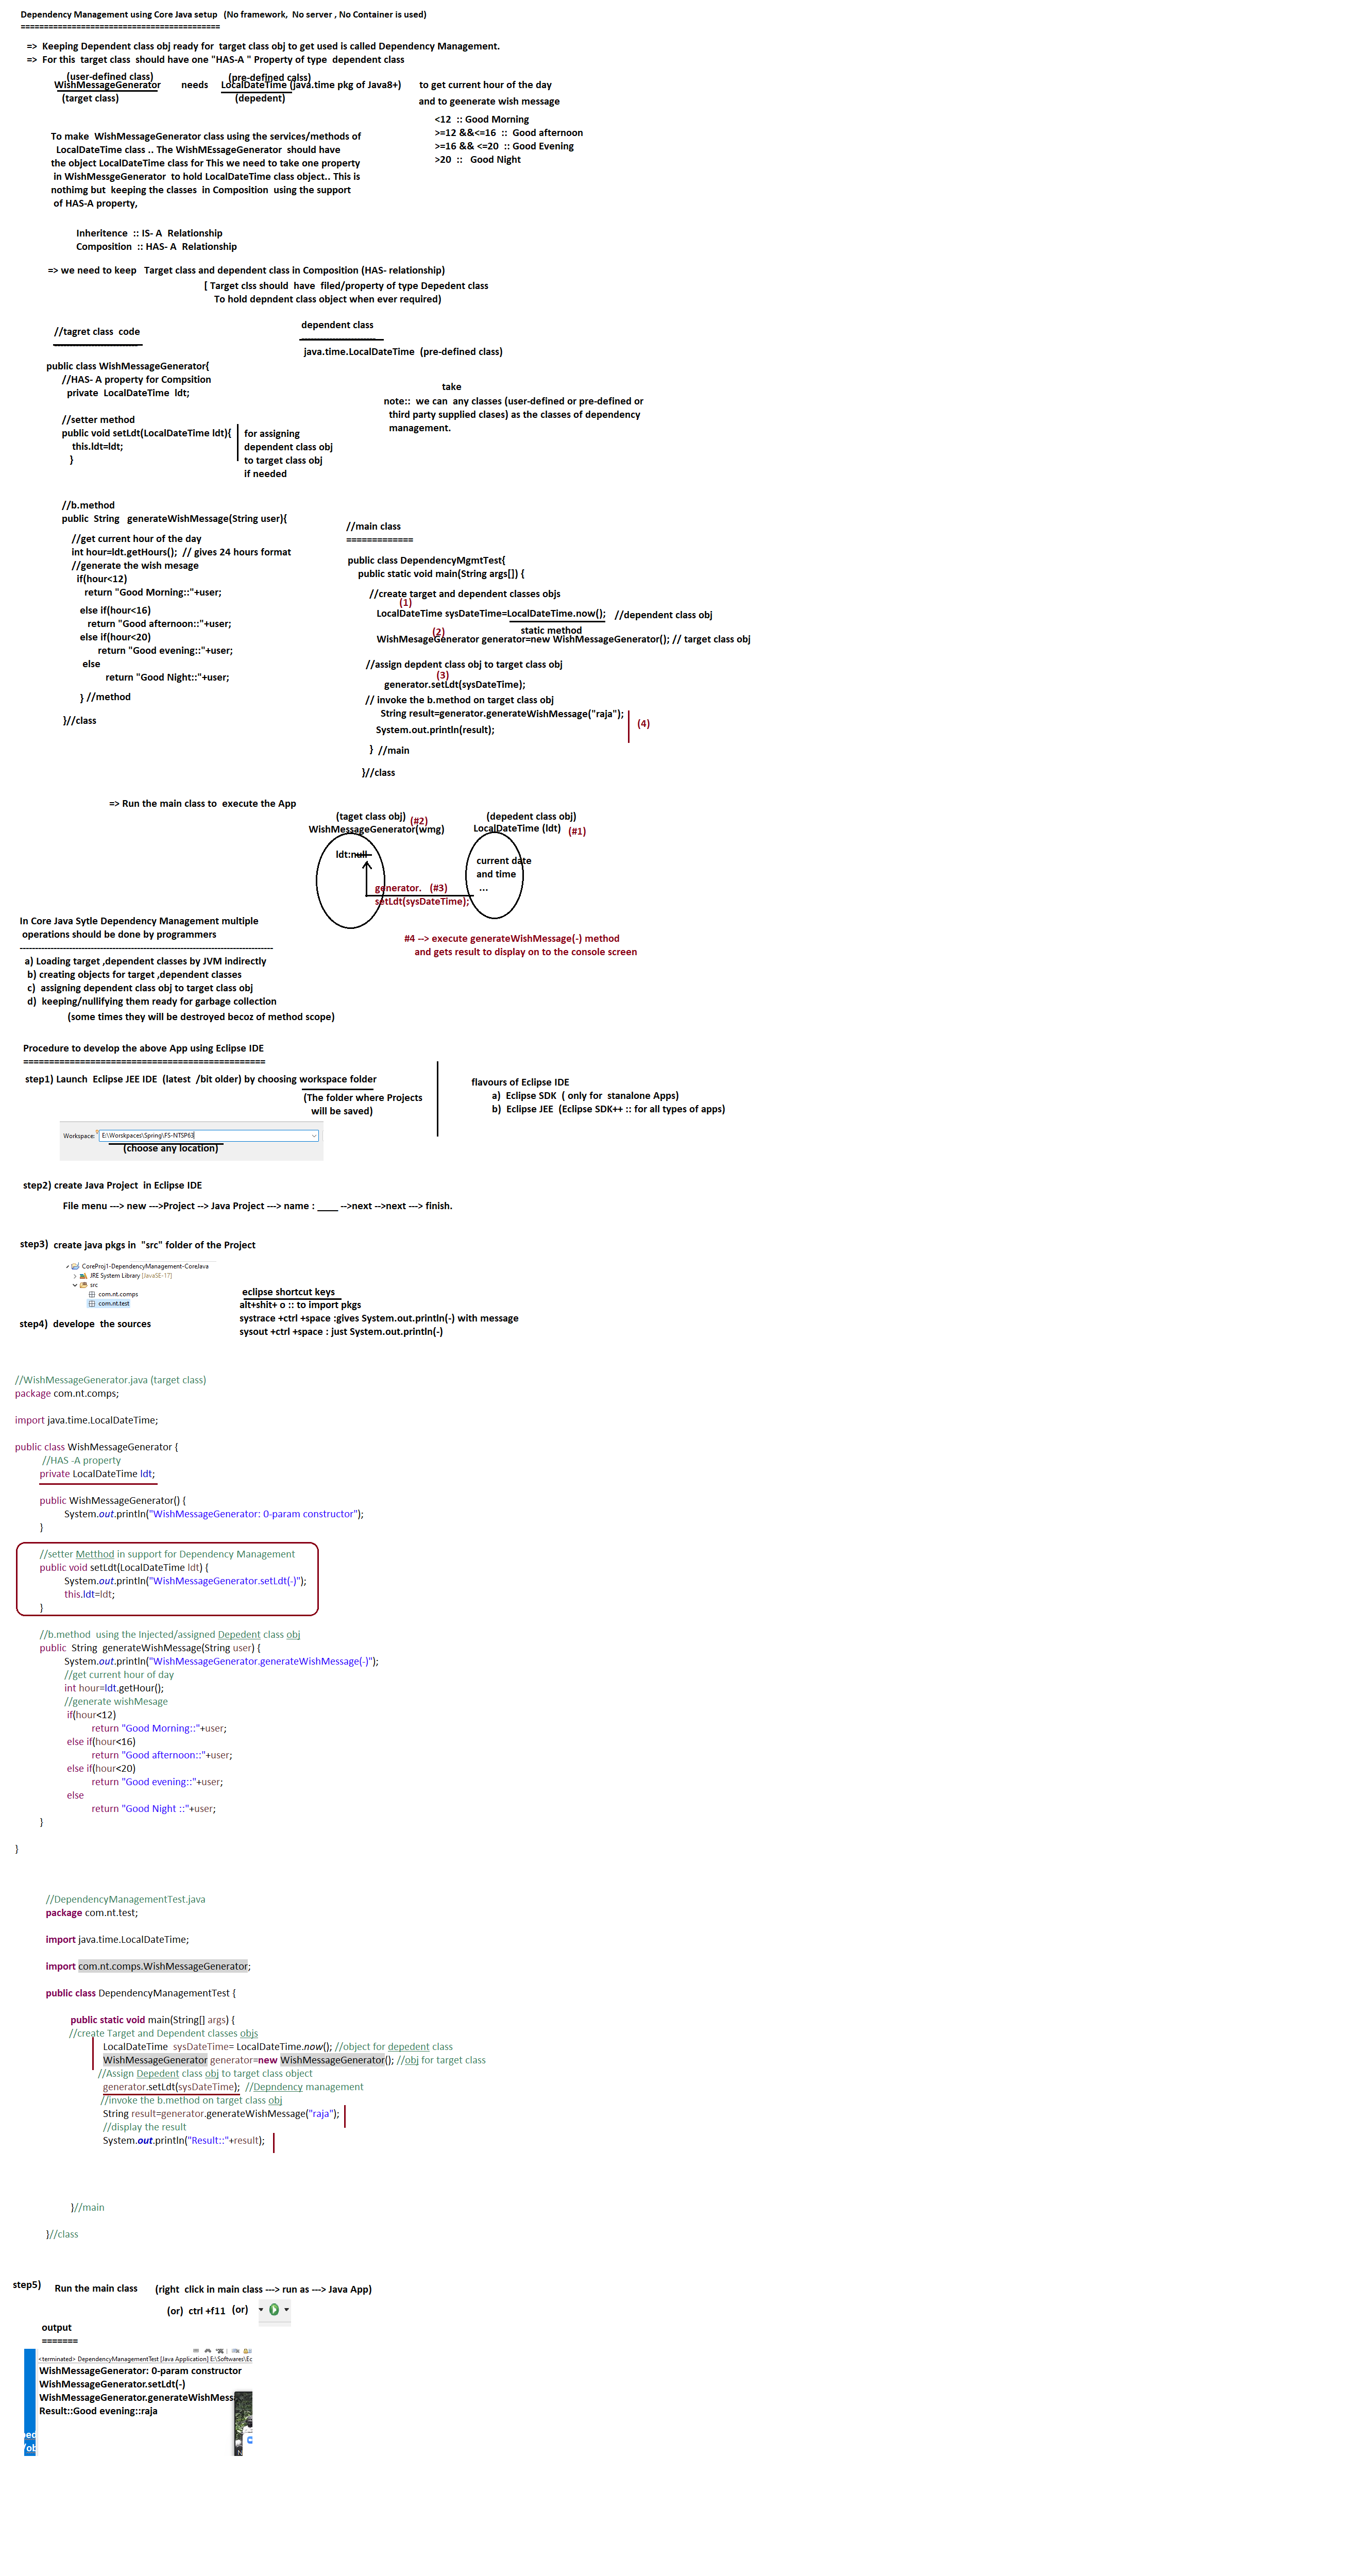 Dependency Management using Core Java setup (No framework, No server , No Container is used)
===========================================
=> Keeping Dependent class obj ready for target class obj to get used is called Dependency Management.
=> For this target class should have one "HAS-A " Property of type dependent class
(user-defined class) (pre-defined calss)
WishMessageGenerator needs LocalDateTime (java.time pkg of Java8+) to get current hour of the day
(target class) (depedent) and to geenerate wish message
<12 :: Good Morning
>=12 &&<=16 :: Good afternoon
>=16 && <=20 :: Good Evening
>20 :: Good Night
To make WishMessageGenerator class using the services/methods of
LocalDateTime class .. The WishMEssageGenerator should have
the object LocalDateTime class for This we need to take one property
in WishMessgeGenerator to hold LocalDateTime class object.. This is
nothimg but keeping the classes in Composition using the support
of HAS-A property,
Inheritence :: IS- A Relationship
Composition :: HAS- A Relationship
=> we need to keep Target class and dependent class in Composition (HAS- relationship)
[ Target clss should have filed/property of type Depedent class
To hold depndent class object when ever required)
//tagret class code
dependent class
java.time.LocalDateTime (pre-defined class)
take
note:: we can any classes (user-defined or pre-defined or
third party supplied clases) as the classes of dependency
management.
public class WishMessageGenerator{
//HAS- A property for Compsition
private LocalDateTime ldt;
//setter method
public void setLdt(LocalDateTime ldt){
this.ldt=ldt;
}
for assigning
dependent class obj
to target class obj
if needed
//b.method
public String generateWishMessage(String user){
//get current hour of the day
int hour=ldt.getHours(); // gives 24 hours format
//generate the wish mesage
if(hour<12)
return "Good Morning::"+user;
else if(hour<16)
return "Good afternoon::"+user;
else if(hour<20)
return "Good evening::"+user;
else
return "Good Night::"+user;
} //method
}//class
//main class
=============
public class DependencyMgmtTest{
public static void main(String args[]) {
//create target and dependent classes objs
(1)
LocalDateTime sysDateTime=LocalDateTime.now(); //dependent class obj
(2) static method
WishMesageGenerator generator=new WishMessageGenerator(); // target class obj
//assign depdent class obj to target class obj
(3)
generator.setLdt(sysDateTime);
// invoke the b.method on target class obj
String result=generator.generateWishMessage("raja");
(4)
System.out.println(result);
} //main
}//class
=> Run the main class to execute the App
(taget class obj) (#2)
WishMessageGenerator(wmg)
(depedent class obj)
LocalDateTime (ldt) (#1)
ldt:null
current date
and time
...
generator. (#3)
setLdt(sysDateTime);
#4 --> execute generateWishMessage(-) method
and gets result to display on to the console screen
In Core Java Sytle Dependency Management multiple
operations should be done by programmers
--------------------------------------------------------------------------------
a) Loading target ,dependent classes by JVM indirectly
b) creating objects for target ,dependent classes
c) assigning dependent class obj to target class obj
d) keeping/nullifying them ready for garbage collection
(some times they will be destroyed becoz of method scope)
Procedure to develop the above App using Eclipse IDE
===============================================
step1) Launch Eclipse JEE IDE (latest /bit older) by choosing workspace folder
(The folder where Projects
will be saved)
flavours of Eclipse IDE
a) Eclipse SDK ( only for stanalone Apps)
b) Eclipse JEE (Eclipse SDK++ :: for all types of apps)
Workspace: E:\Worskpaces\Spring\FS-NTSP63
(choose any location)
step2) create Java Project in Eclipse IDE
File menu ---> new --->Project --> Java Project ---> name : ____ -->next -->next ---> finish.
step3) create java pkgs in "src" folder of the Project
CoreProj1-DependencyManagement-CoreJava
JRE System Library [JavaSE-17]
src
com.nt.comps
com.nt.test
eclipse shortcut keys
alt+shit+ o :: to import pkgs
systrace +ctrl +space :gives System.out.println(-) with message
sysout +ctrl +space : just System.out.println(-)
step4) develope the sources
//WishMessageGenerator.java (target class)
package com.nt.comps;
import java.time.LocalDateTime;
public class WishMessageGenerator {
//HAS -A property
private LocalDateTime ldt;
public WishMessageGenerator() {
System.out.println("WishMessageGenerator: 0-param constructor");
}
//setter Metthod in support for Dependency Management
public void setLdt(LocalDateTime ldt) {
System.out.println("WishMessageGenerator.setLdt(-)");
this.ldt=ldt;
}
//b.method using the Injected/assigned Depedent class obj
public String generateWishMessage(String user) {
System.out.println("WishMessageGenerator.generateWishMessage(-)");
//get current hour of day
int hour=ldt.getHour();
//generate wishMesage
if(hour<12)
return "Good Morning::"+user;
else if(hour<16)
return "Good afternoon::"+user;
else if(hour<20)
return "Good evening::"+user;
else
return "Good Night ::"+user;
}
}
//DependencyManagementTest.java
package com.nt.test;
import java.time.LocalDateTime;
import com.nt.comps.WishMessageGenerator;
public class DependencyManagementTest {
public static void main(String[] args) {
//create Target and Dependent classes objs
LocalDateTime sysDateTime= LocalDateTime.now(); //object for depedent class
WishMessageGenerator generator=new WishMessageGenerator(); //obj for target class
//Assign Depedent class obj to target class object
generator.setLdt(sysDateTime); //Depndency management
//invoke the b.method on target class obj
String result=generator.generateWishMessage("raja");
//display the result
System.out.println("Result::"+result);
}//main
}//class
step5) Run the main class (right click in main class ---> run as ---> Java App)
(or) ctrl +f11 (or)
output
=======
<terminated> DependencyManagementTest [Java Application] E:\Softwares\Ec
WishMessageGenerator: 0-param constructor
WishMessageGenerator.setLdt(-)
WishMessageGenerator.generateWishMess
Result::Good evening::raja